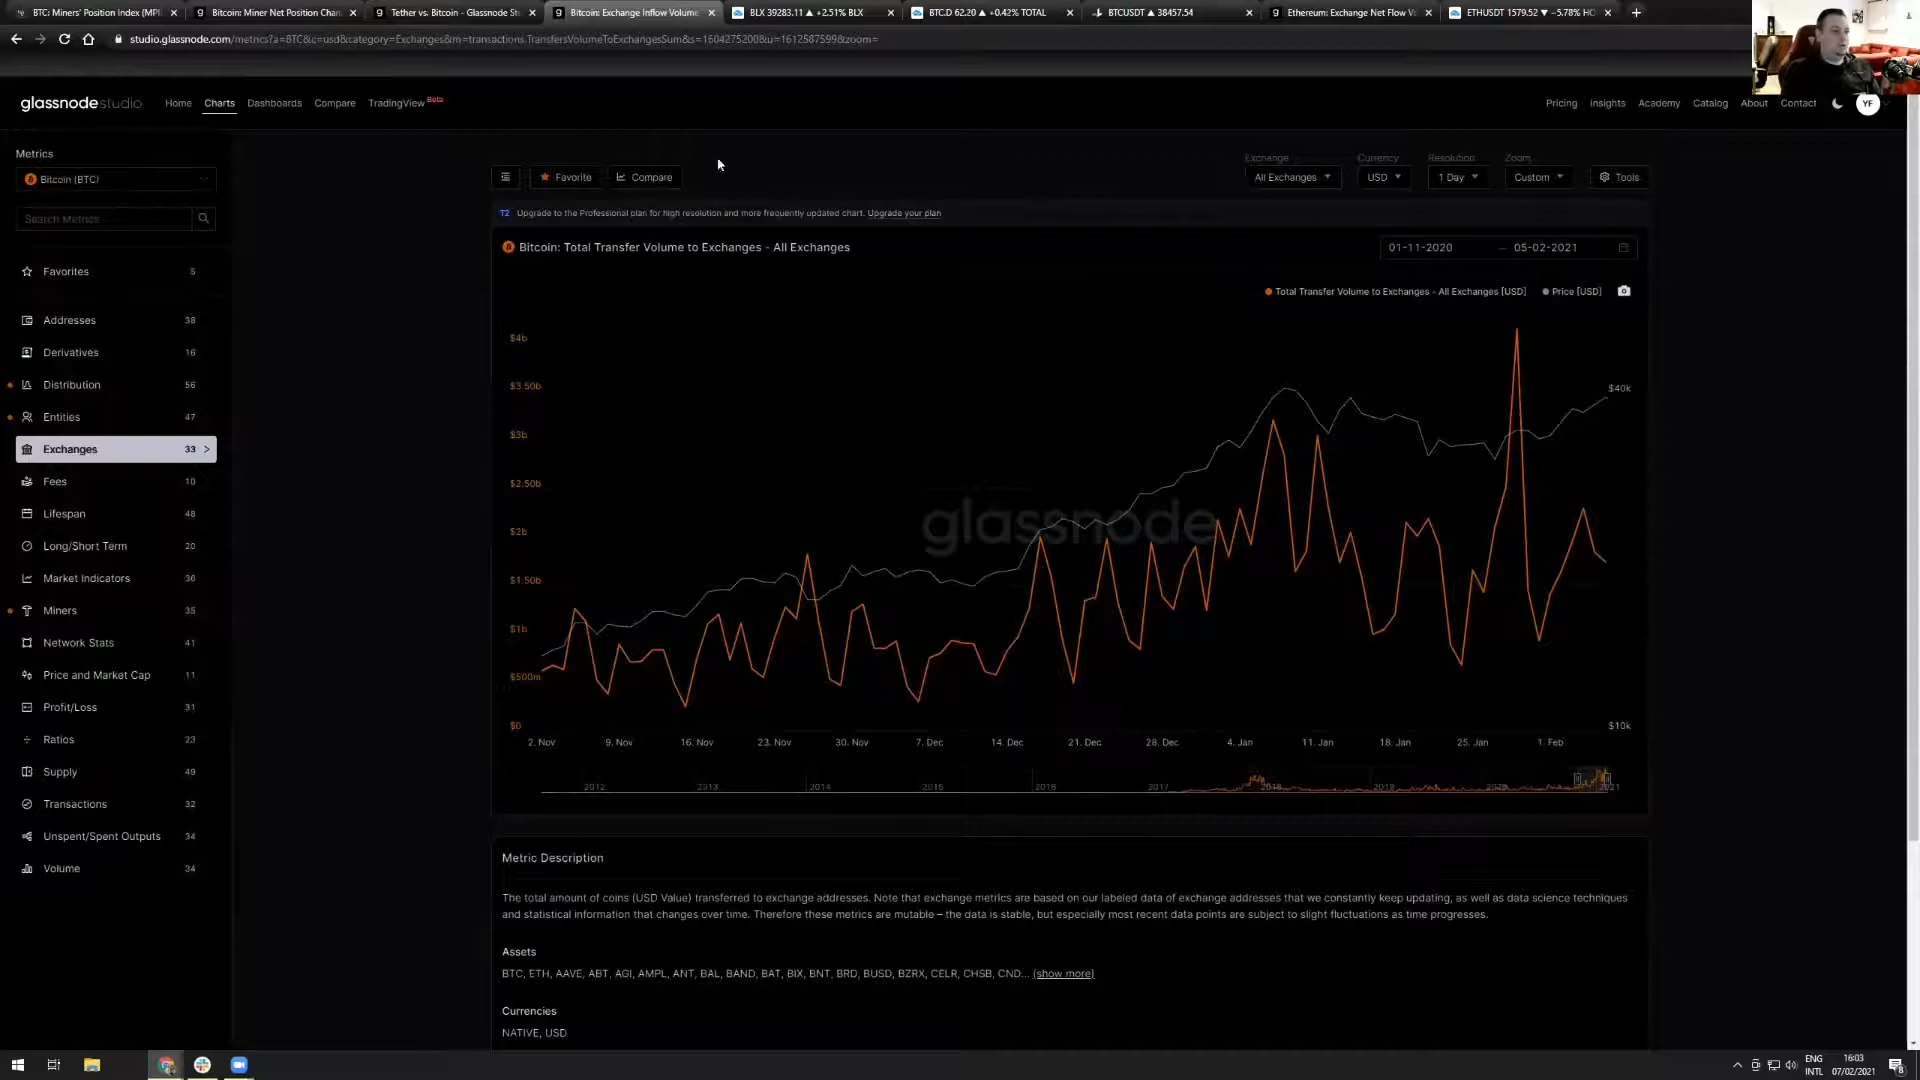 BTC: Miners' Position Index (MPI
Bitcoin: Miner Net Position Chan
Tether vs. Bitcoin - Glassnode St
Bitcoin: Exchange Inflow Volume
BLX 39283.11 ▲ +2.51% BLX
BTC.D 62.20 ▲ +0.42% TOTAL
BTCUSDT ▲ 38457.54
Ethereum: Exchange Net Flow V
ETHUSDT 1579.52 ▼ −5.78% HO
studio.glassnode.com/metrics?a=BTC&c=usd&category=Exchanges&m=transactions.TransfersVolumeToExchangesSum&s=1604275200&u=1612587599&zoom=
glassnode studio
Home
Charts
Dashboards
Compare
TradingView Beta
Pricing
Insights
Academy
Catalog
About
Contact
YF
Metrics
Bitcoin (BTC)
Search Metrics
Favorites 5
Addresses 38
Derivatives 16
Distribution 56
Entities 47
Exchanges 33 >
Fees 10
Lifespan 48
Long/Short Term 20
Market Indicators 36
Miners 35
Network Stats 41
Price and Market Cap 11
Profit/Loss 31
Ratios 23
Supply 49
Transactions 32
Unspent/Spent Outputs 34
Volume 34
Favorite
Compare
Exchange
All Exchanges
Currency
USD
Resolution
1 Day
Zoom
Custom
Tools
T2 Upgrade to the Professional plan for high resolution and more frequently updated chart. Upgrade your plan
Bitcoin: Total Transfer Volume to Exchanges - All Exchanges
01-11-2020 – 05-02-2021
Total Transfer Volume to Exchanges - All Exchanges [USD]
Price [USD]
$4b
$3.50b
$3b
$2.50b
$2b
$1.50b
$1b
$500m
$0
$40k
$10k
glassnode
2. Nov
9. Nov
16. Nov
23. Nov
30. Nov
7. Dec
14. Dec
21. Dec
28. Dec
4. Jan
11. Jan
18. Jan
25. Jan
1. Feb
2012
2013
2014
2015
2016
2017
2018
2019
2020
2021
Metric Description
The total amount of coins (USD Value) transferred to exchange addresses. Note that exchange metrics are based on our labeled data of exchange addresses that we constantly keep updating, as well as data science techniques
and statistical information that changes over time. Therefore these metrics are mutable – the data is stable, but especially most recent data points are subject to slight fluctuations as time progresses.
Assets
BTC, ETH, AAVE, ABT, AGI, AMPL, ANT, BAL, BAND, BAT, BIX, BNT, BRD, BUSD, BZRX, CELR, CHSB, CND... (show more)
Currencies
NATIVE, USD
ENG
INTL
16:03
07/02/2021